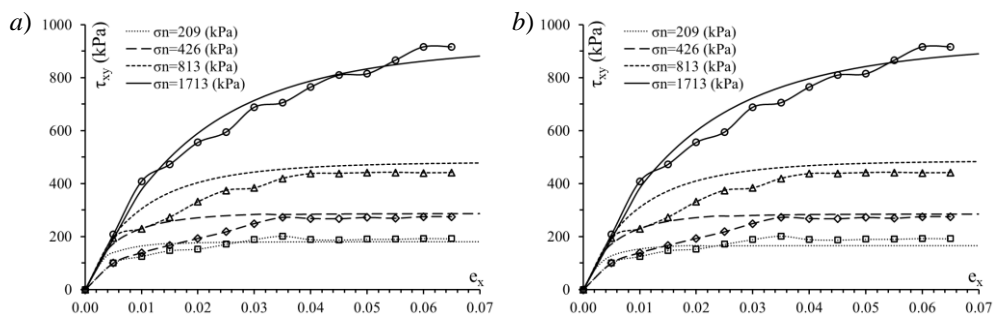 a)
τxy (kPa)
1000
800
600
400
200
0
σn=209 (kPa)
σn=426 (kPa)
σn=813 (kPa)
σn=1713 (kPa)
ex
0.00 0.01 0.02 0.03 0.04 0.05 0.06 0.07
b)
τxy (kPa)
1000
800
600
400
200
0
σn=209 (kPa)
σn=426 (kPa)
σn=813 (kPa)
σn=1713 (kPa)
ex
0.00 0.01 0.02 0.03 0.04 0.05 0.06 0.07